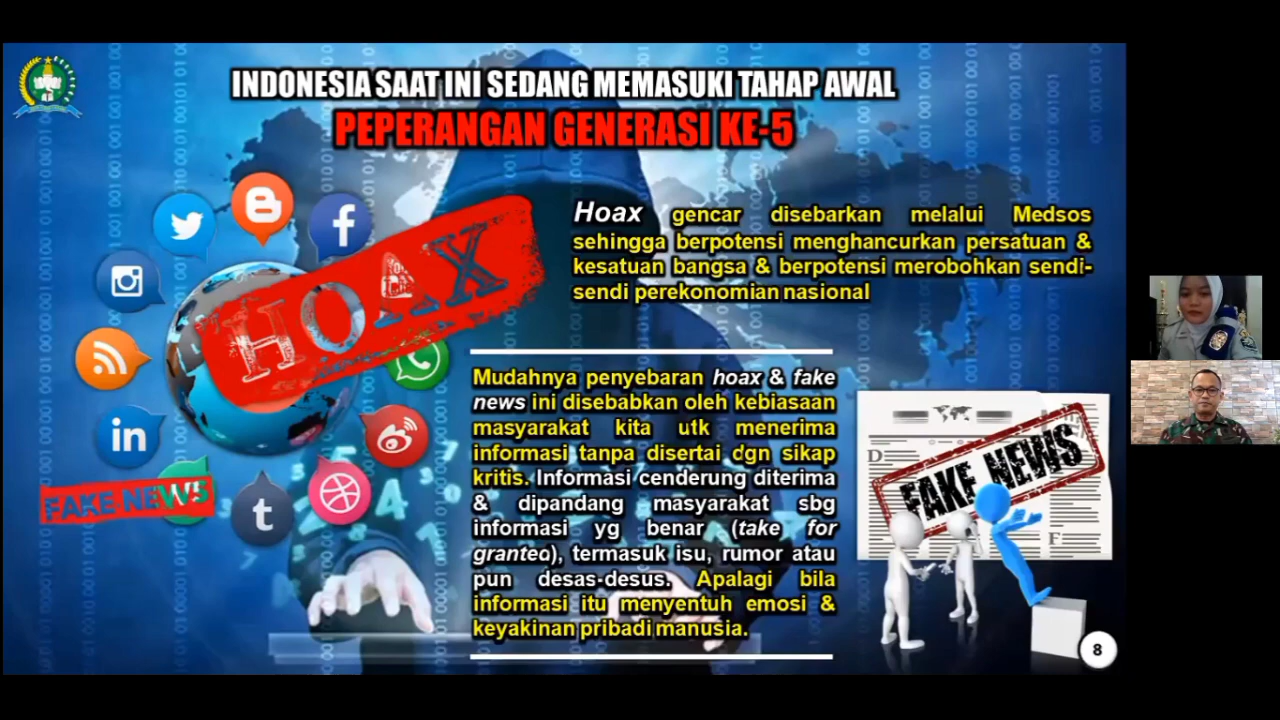 INDONESIA SAAT INI SEDANG MEMASUKI TAHAP AWAL
PEPERANGAN GENERASI KE-5
HOAX
FAKE NEWS
Hoax gencar disebarkan melalui Medsos
sehingga berpotensi menghancurkan persatuan &
kesatuan bangsa & berpotensi merobohkan sendi-
sendi perekonomian nasional
Mudahnya penyebaran hoax & fake
news ini disebabkan oleh kebiasaan
masyarakat kita utk menerima
informasi tanpa disertai dgn sikap
kritis. Informasi cenderung diterima
& dipandang masyarakat sbg
informasi yg benar (take for
granted), termasuk isu, rumor atau
pun desas-desus. Apalagi bila
informasi itu menyentuh emosi &
keyakinan pribadi manusia.
FAKE NEWS
D
F
8